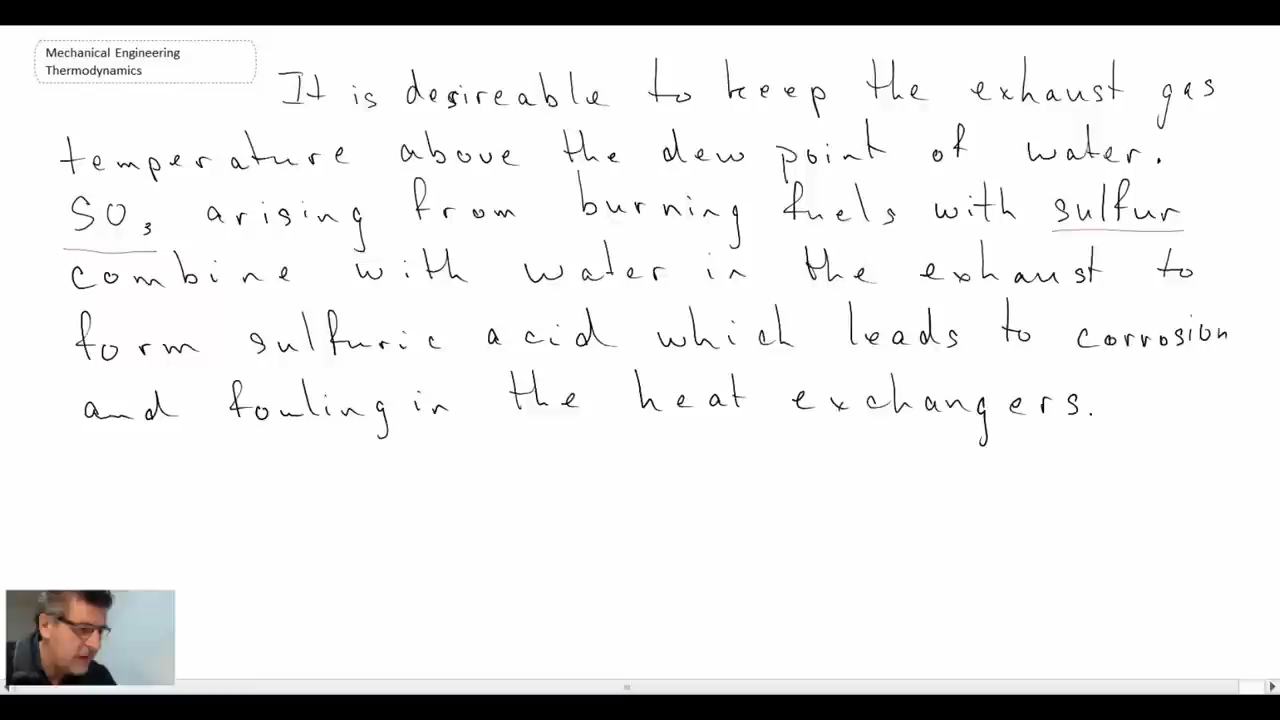 Mechanical Engineering
Thermodynamics
It is desireable to keep the exhaust gas
temperature above the dew point of water.
SO₃ arising from burning fuels with sulfur
combine with water in the exhaust to
form sulfuric acid which leads to corrosion
and fouling in the heat exchangers.